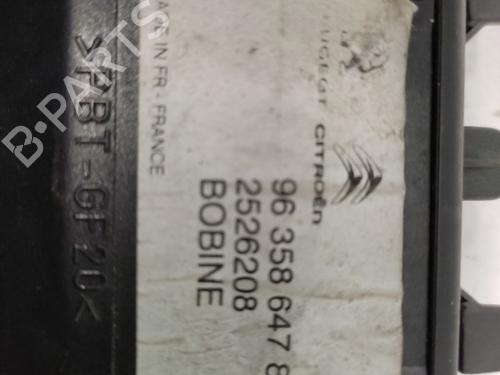 PEUGEOT CITROËN
96 358 647 8
2526208
BOBINE
MADE IN FR - FRANCE
>PBT-GF20<
B-PARTS